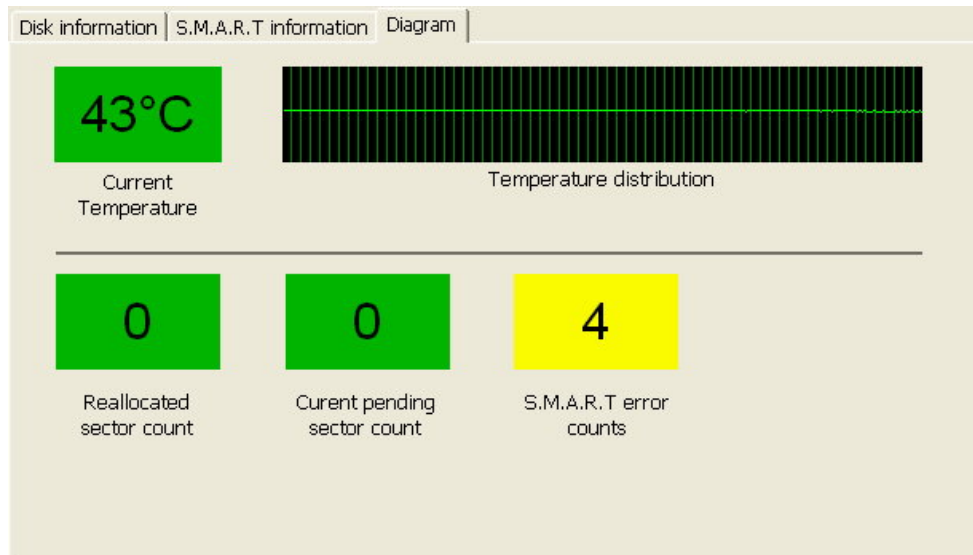 Disk information S.M.A.R.T information Diagram
43°C
Current
Temperature
Temperature distribution
0
Reallocated
sector count
0
Curent pending
sector count
4
S.M.A.R.T error
counts